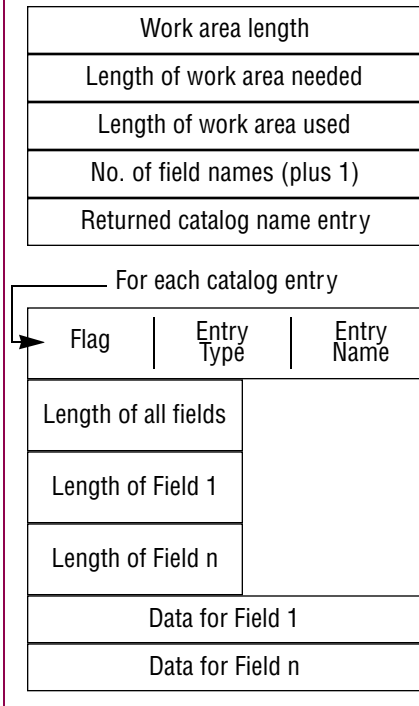 Work area length
Length of work area needed
Length of work area used
No. of field names (plus 1)
Returned catalog name entry
For each catalog entry
Flag
Entry
Type
Entry
Name
Length of all fields
Length of Field 1
Length of Field n
Data for Field 1
Data for Field n